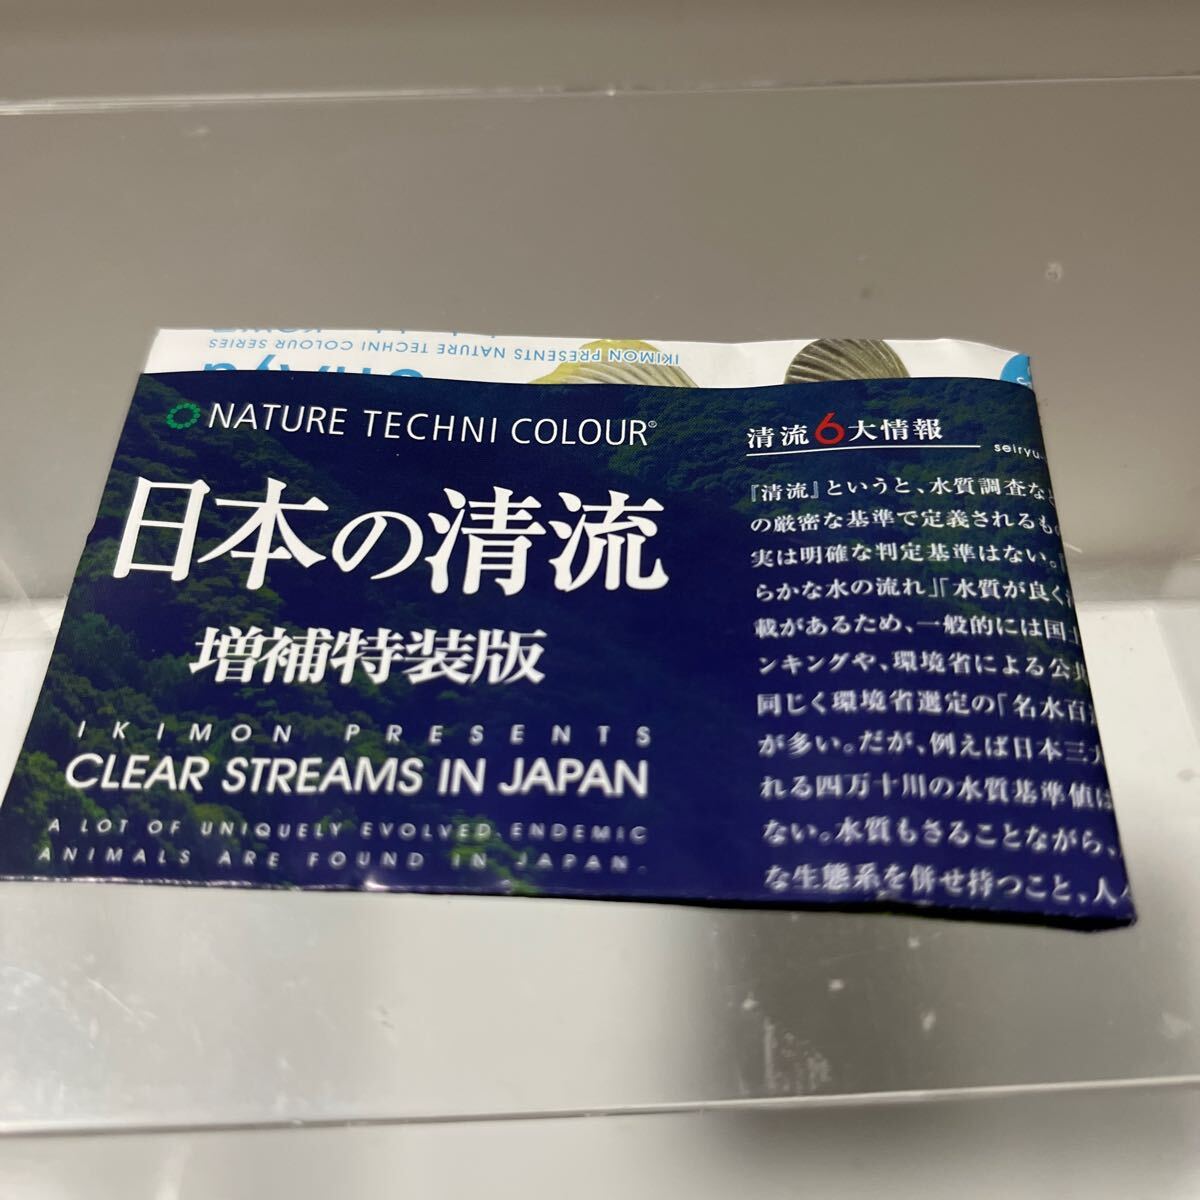 IKIMON PRESENTS NATURE TECHNI COLOUR SERIES
NATURE TECHNI COLOUR®
日本の清流
増補特装版
IKIMON PRESENTS
CLEAR STREAMS IN JAPAN
A LOT OF UNIQUELY EVOLVED ENDEMIC
ANIMALS ARE FOUND IN JAPAN.
清流6大情報
seiryu
『清流』というと、水質調査など
の厳密な基準で定義されるもの
実は明確な判定基準はない。
らかな水の流れ」「水質が良く
載があるため、一般的には国土
ンキングや、環境省による公共
同じく環境省選定の「名水百選
が多い。だが、例えば日本三大
れる四万十川の水質基準値は
ない。水質もさることながら、
な生態系を併せ持つこと、人々